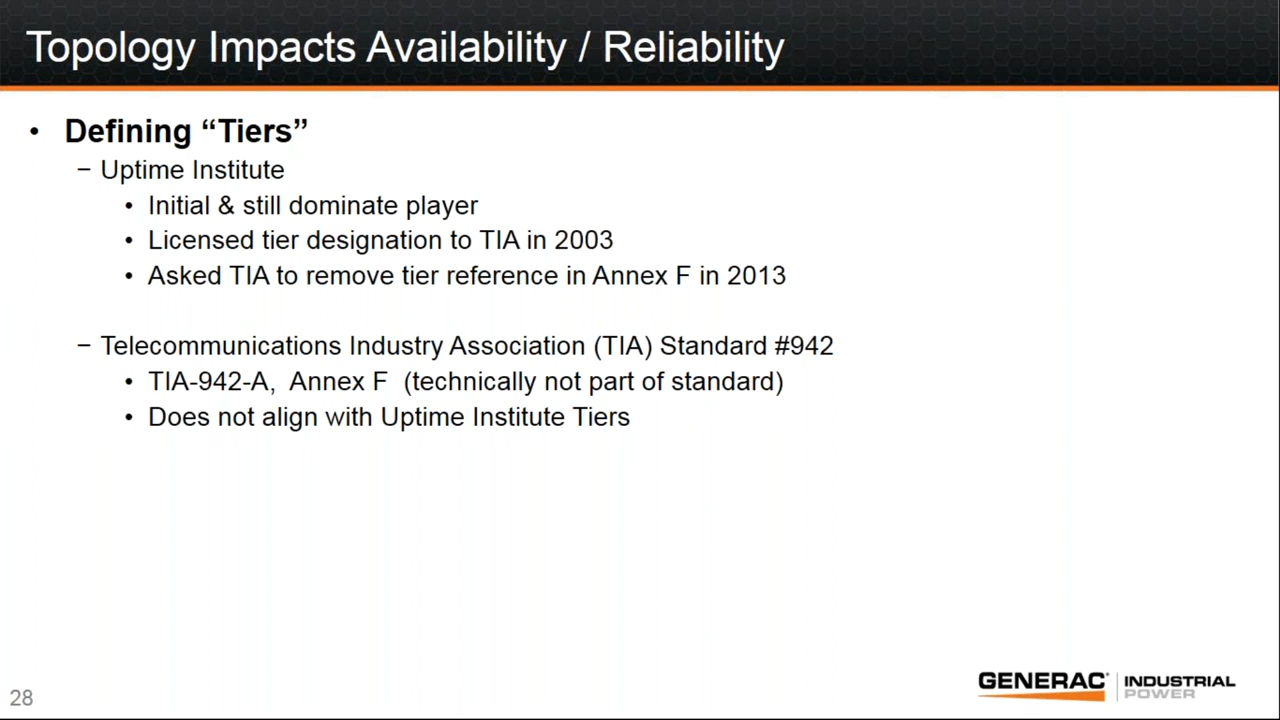 Topology Impacts Availability / Reliability
• Defining “Tiers”
− Uptime Institute
• Initial & still dominate player
• Licensed tier designation to TIA in 2003
• Asked TIA to remove tier reference in Annex F in 2013
− Telecommunications Industry Association (TIA) Standard #942
• TIA-942-A, Annex F (technically not part of standard)
• Does not align with Uptime Institute Tiers
28
GENERAC INDUSTRIAL
POWER